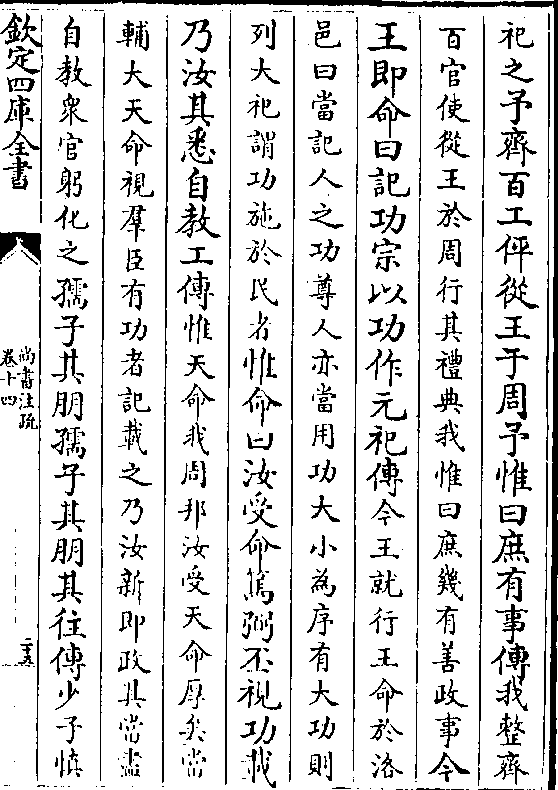 祀之予齊百工伻從王于周予惟曰庶有事傳我整齊
百官使從王於周行其禮典我惟曰庶幾有善政事今
王即命曰記功宗以功作元祀傳今王就行王命於洛
邑曰當記人之功尊人亦當用功大小為序有大功則
列大祀謂功施於民者惟命曰汝受命篤弼丕視功載
乃汝其悉自教工傳惟天命我周邦汝受天命厚矣當
輔大天命視羣臣有功者記載之乃汝新即政其當盡
自教衆官躬化之孺子其朋孺子其朋其往傳少子慎
欽定四庫全書
尚書注疏
卷十四
二十五